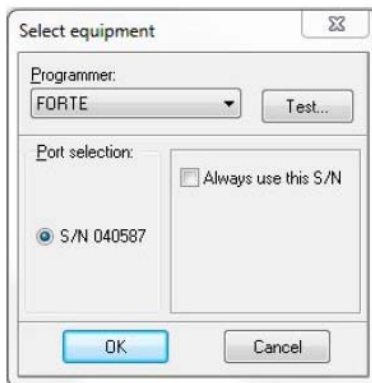 Select equipment
Programmer:
FORTE
Test...
Port selection:
Always use this S/N
S/N 040587
OK
Cancel